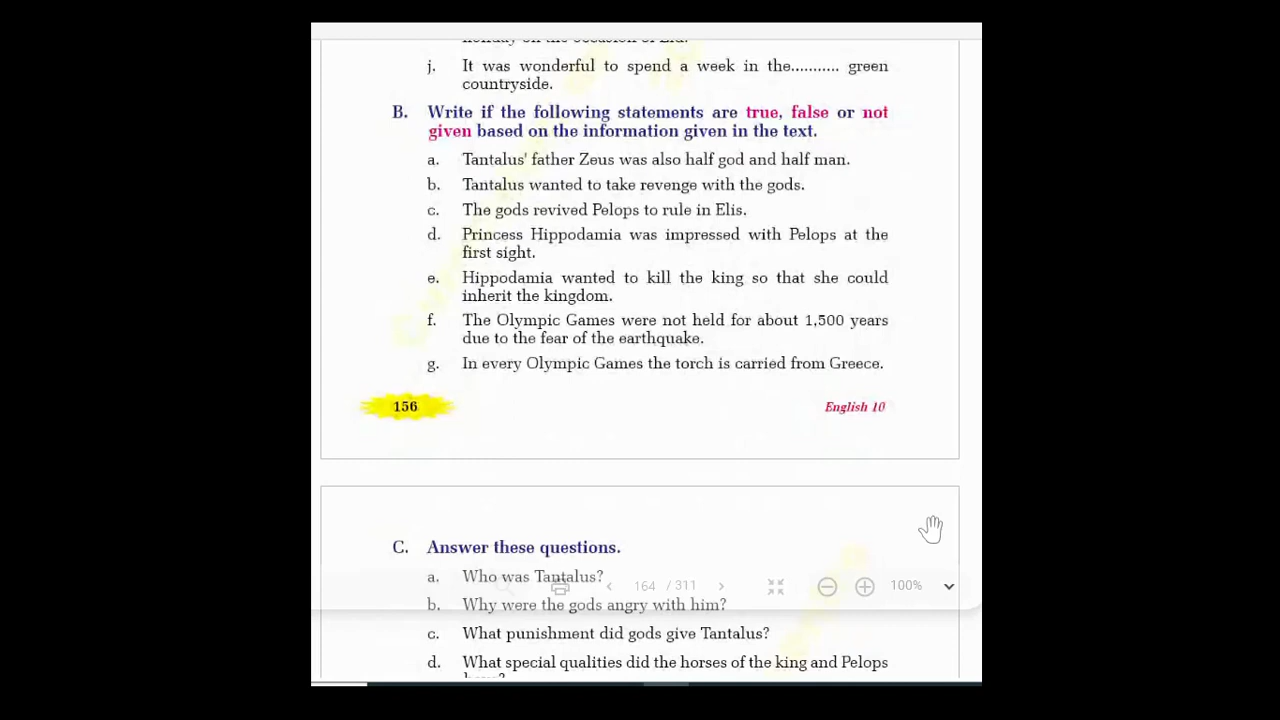 holiday on the occasion of Eid.
j. It was wonderful to spend a week in the........... green
countryside.
B. Write if the following statements are true, false or not
given based on the information given in the text.
a. Tantalus' father Zeus was also half god and half man.
b. Tantalus wanted to take revenge with the gods.
c. The gods revived Pelops to rule in Elis.
d. Princess Hippodamia was impressed with Pelops at the
first sight.
e. Hippodamia wanted to kill the king so that she could
inherit the kingdom.
f. The Olympic Games were not held for about 1,500 years
due to the fear of the earthquake.
g. In every Olympic Games the torch is carried from Greece.
156 English 10
C. Answer these questions.
a. Who was Tantalus?
164 / 311 100%
b. Why were the gods angry with him?
c. What punishment did gods give Tantalus?
d. What special qualities did the horses of the king and Pelops
have?